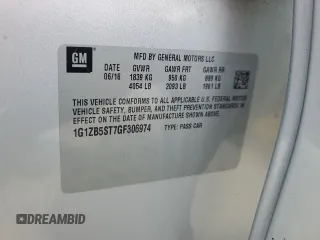 GM
MFD BY GENERAL MOTORS LLC
DATE GVWR GAWR FRT GAWR RR
06/16 1839 KG 950 KG 889 KG
4054 LB 2093 LB 1961 LB
THIS VEHICLE CONFORMS TO ALL APPLICABLE U.S. FEDERAL MOTOR
VEHICLE SAFETY, BUMPER, AND THEFT PREVENTION STANDARDS
IN EFFECT ON THE DATE OF MANUFACTURE SHOWN ABOVE.
1G1ZB5ST7GF306974 TYPE: PASS CAR
DREAMBID